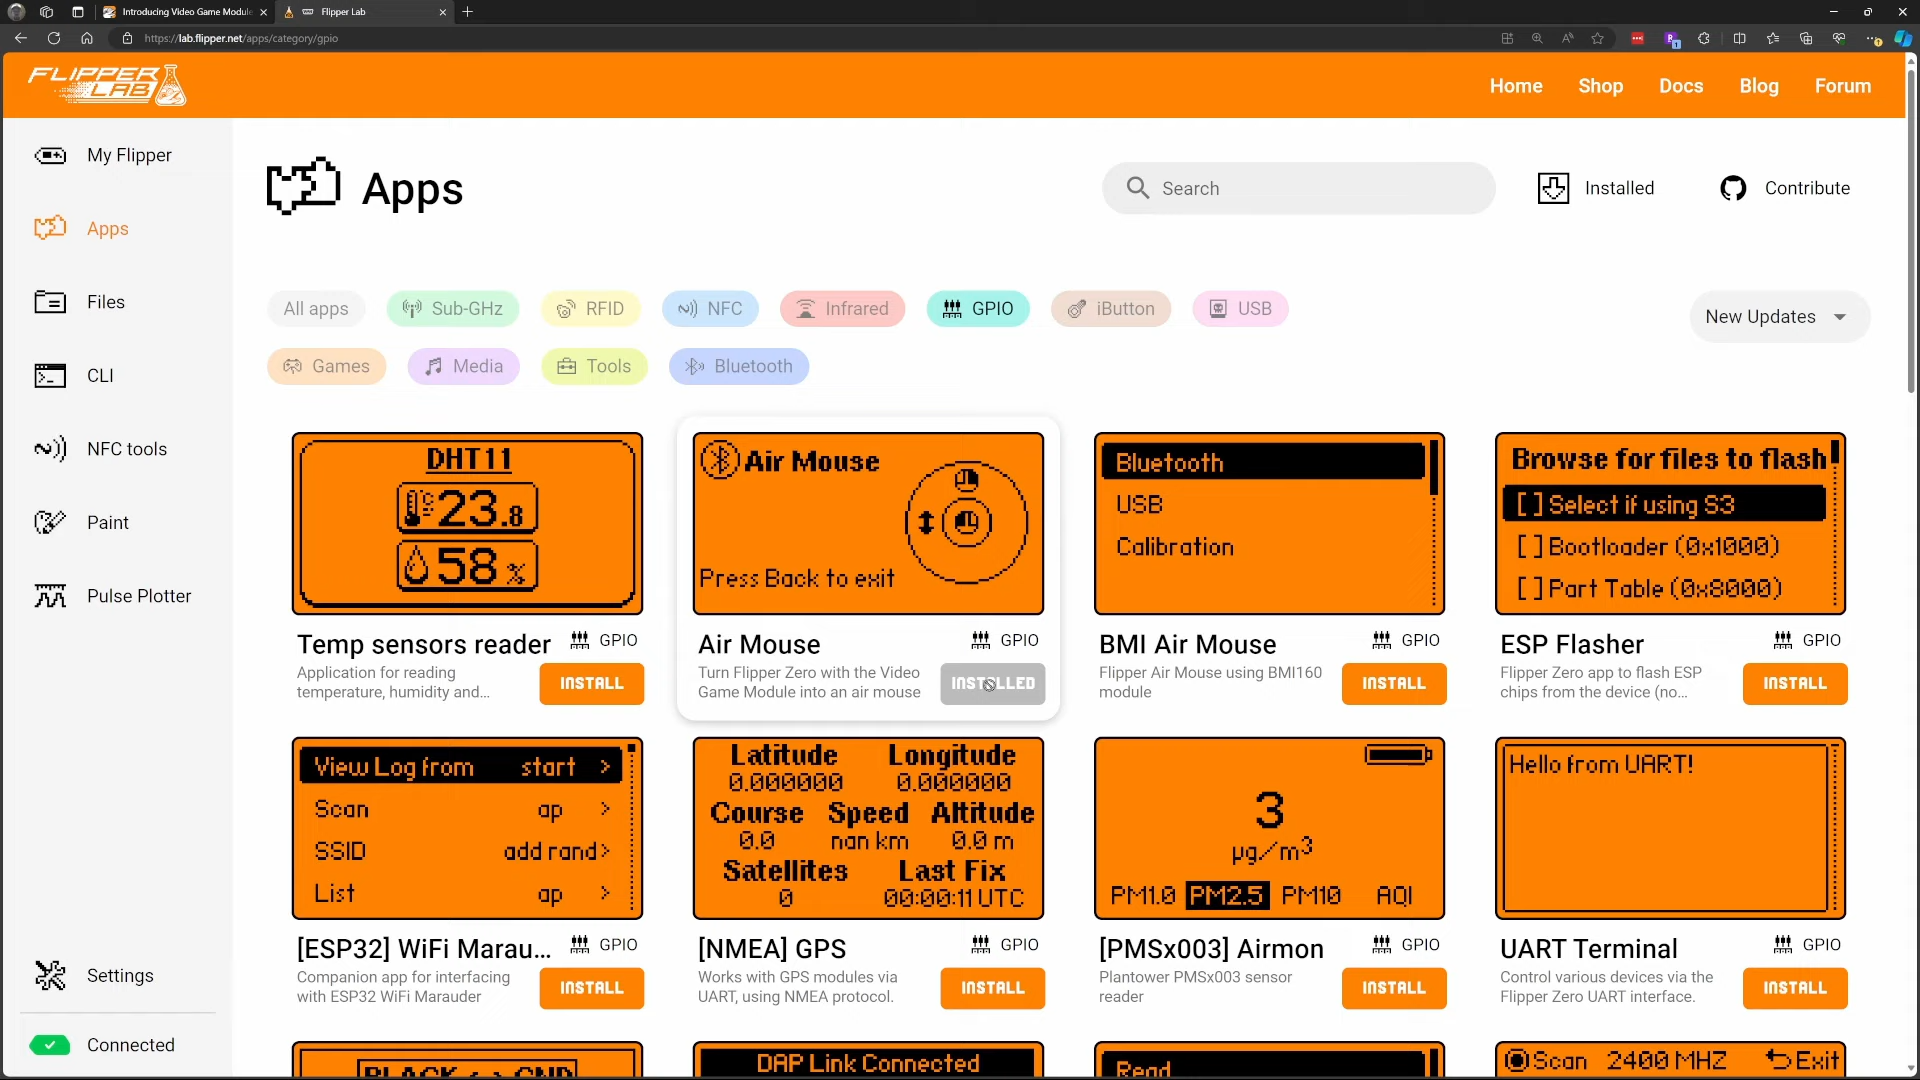 Introducing Video Game Module
Flipper Lab
https://lab.flipper.net/apps/category/gpio
FLIPPER
LAB
Home
Shop
Docs
Blog
Forum
My Flipper
Apps
Files
CLI
NFC tools
Paint
Pulse Plotter
Settings
Connected
Apps
Search
Installed
Contribute
All apps
Sub-GHz
RFID
NFC
Infrared
GPIO
iButton
USB
New Updates
Games
Media
Tools
Bluetooth
DHT11
23.8
58 %
Temp sensors reader
GPIO
Application for reading
temperature, humidity and...
INSTALL
Air Mouse
Press Back to exit
Air Mouse
GPIO
Turn Flipper Zero with the Video
Game Module into an air mouse
INSTALLED
Bluetooth
USB
Calibration
BMI Air Mouse
GPIO
Flipper Air Mouse using BMI160
module
INSTALL
Browse for files to flash
[ ] Select if using S3
[ ] Bootloader (0x1000)
[ ] Part Table (0x8000)
ESP Flasher
GPIO
Flipper Zero app to flash ESP
chips from the device (no...
INSTALL
View Log from start >
Scan ap >
SSID add rand >
List ap >
[ESP32] WiFi Marau...
GPIO
Companion app for interfacing
with ESP32 WiFi Marauder
INSTALL
Latitude Longitude
0.000000 0.000000
Course Speed Altitude
0.0 nan km 0.0 m
Satellites Last Fix
0 00:00:11 UTC
[NMEA] GPS
GPIO
Works with GPS modules via
UART, using NMEA protocol.
INSTALL
3
µg/m³
PM1.0 PM2.5 PM10 AQI
[PMSx003] Airmon
GPIO
Plantower PMSx003 sensor
reader
INSTALL
Hello from UART!
UART Terminal
GPIO
Control various devices via the
Flipper Zero UART interface.
INSTALL
BLACK <-> GND
DAP Link Connected
Read
Scan 2400 MHZ Exit